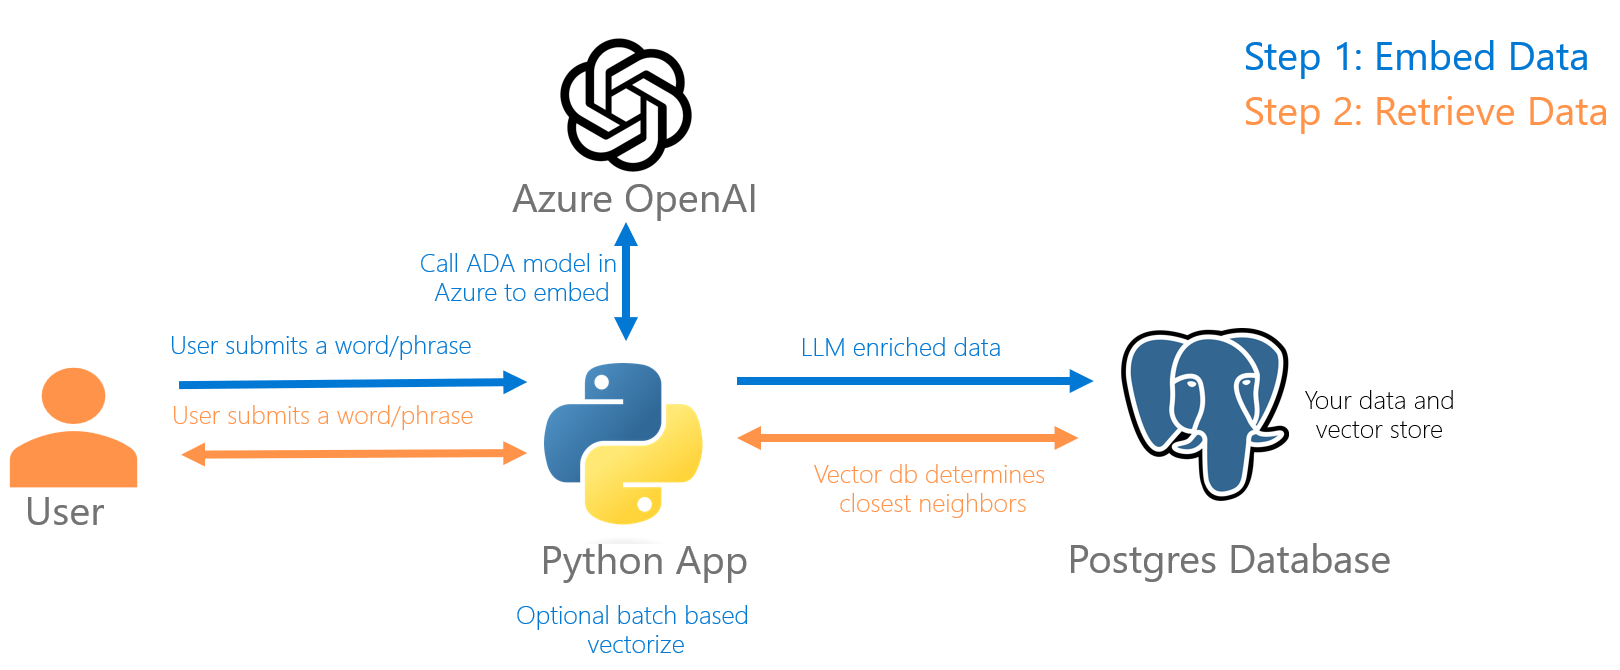 Step 1: Embed Data
Step 2: Retrieve Data
Azure OpenAI
Call ADA model in
Azure to embed
User submits a word/phrase
User submits a word/phrase
LLM enriched data
Vector db determines
closest neighbors
Your data and
vector store
User
Python App
Postgres Database
Optional batch based
vectorize